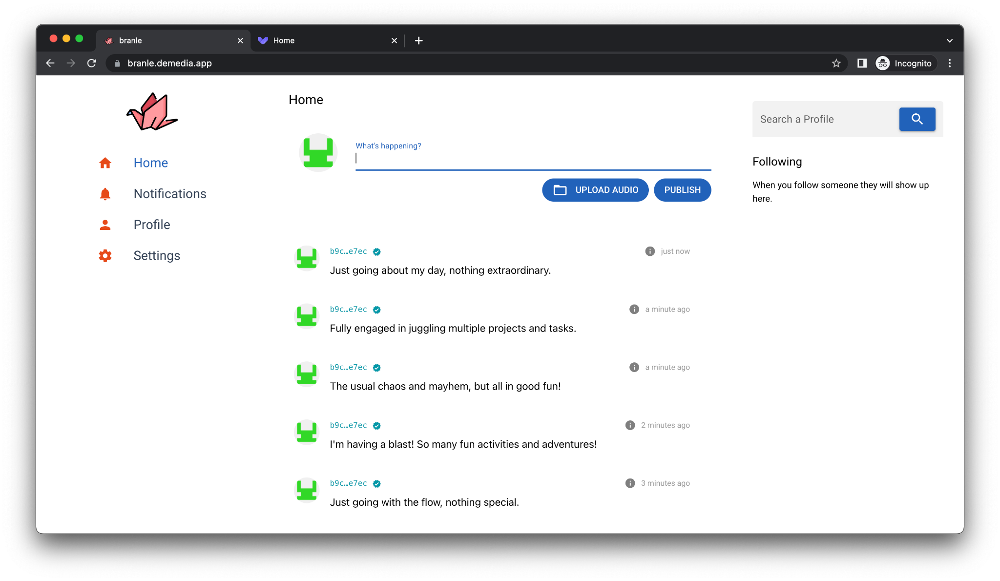 branle
Home
branle.demedia.app
Incognito
Home
Notifications
Profile
Settings
Home
What's happening?
UPLOAD AUDIO
PUBLISH
b9c…e7ec
just now
Just going about my day, nothing extraordinary.
b9c…e7ec
a minute ago
Fully engaged in juggling multiple projects and tasks.
b9c…e7ec
a minute ago
The usual chaos and mayhem, but all in good fun!
b9c…e7ec
2 minutes ago
I'm having a blast! So many fun activities and adventures!
b9c…e7ec
3 minutes ago
Just going with the flow, nothing special.
Search a Profile
Following
When you follow someone they will show up
here.